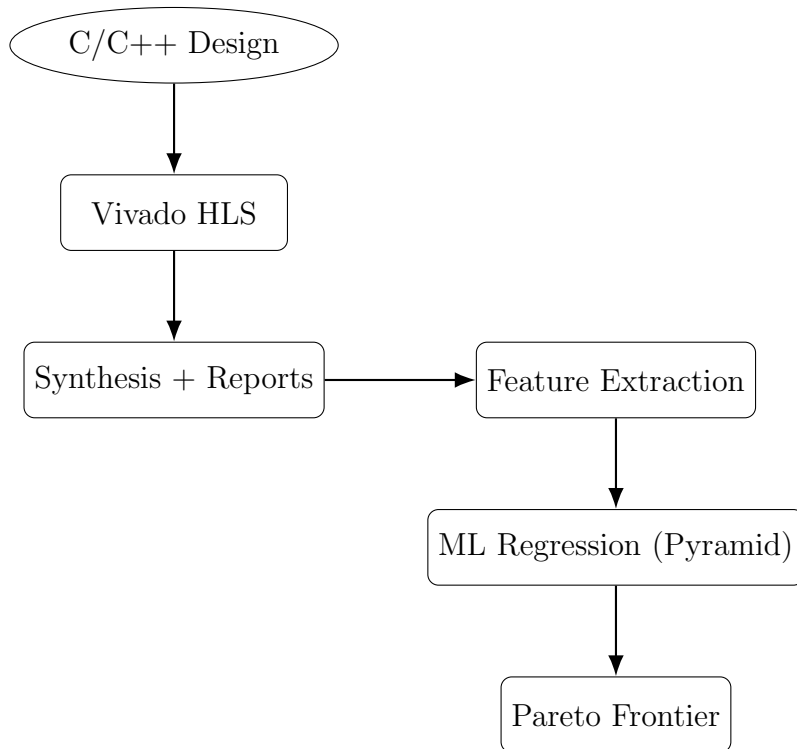 C/C++ Design
Vivado HLS
Synthesis + Reports
Feature Extraction
ML Regression (Pyramid)
Pareto Frontier